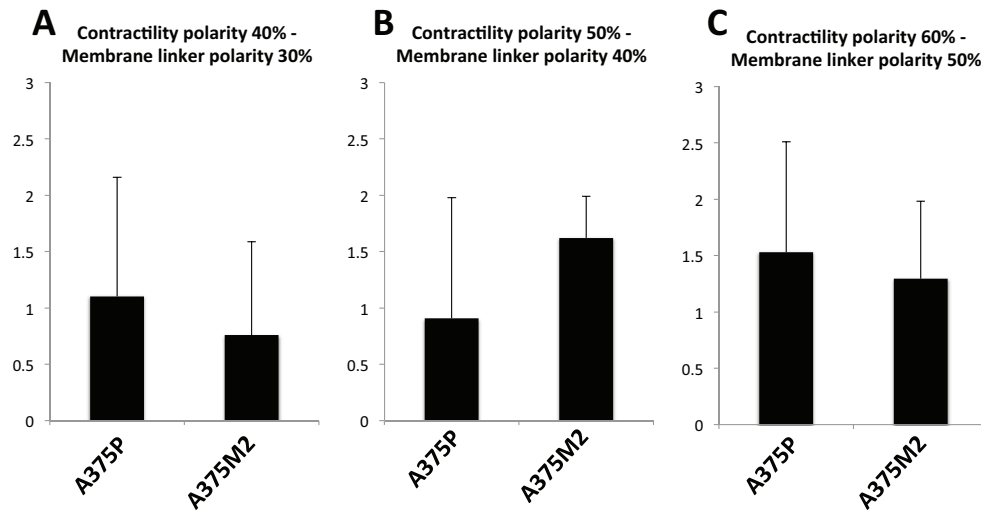 A
Contractility polarity 40% -
Membrane linker polarity 30%
3
2.5
2
1.5
1
0.5
0
A375P
A375M2
B
Contractility polarity 50% -
Membrane linker polarity 40%
3
2.5
2
1.5
1
0.5
0
A375P
A375M2
C
Contractility polarity 60% -
Membrane linker polarity 50%
3
2.5
2
1.5
1
0.5
0
A375P
A375M2